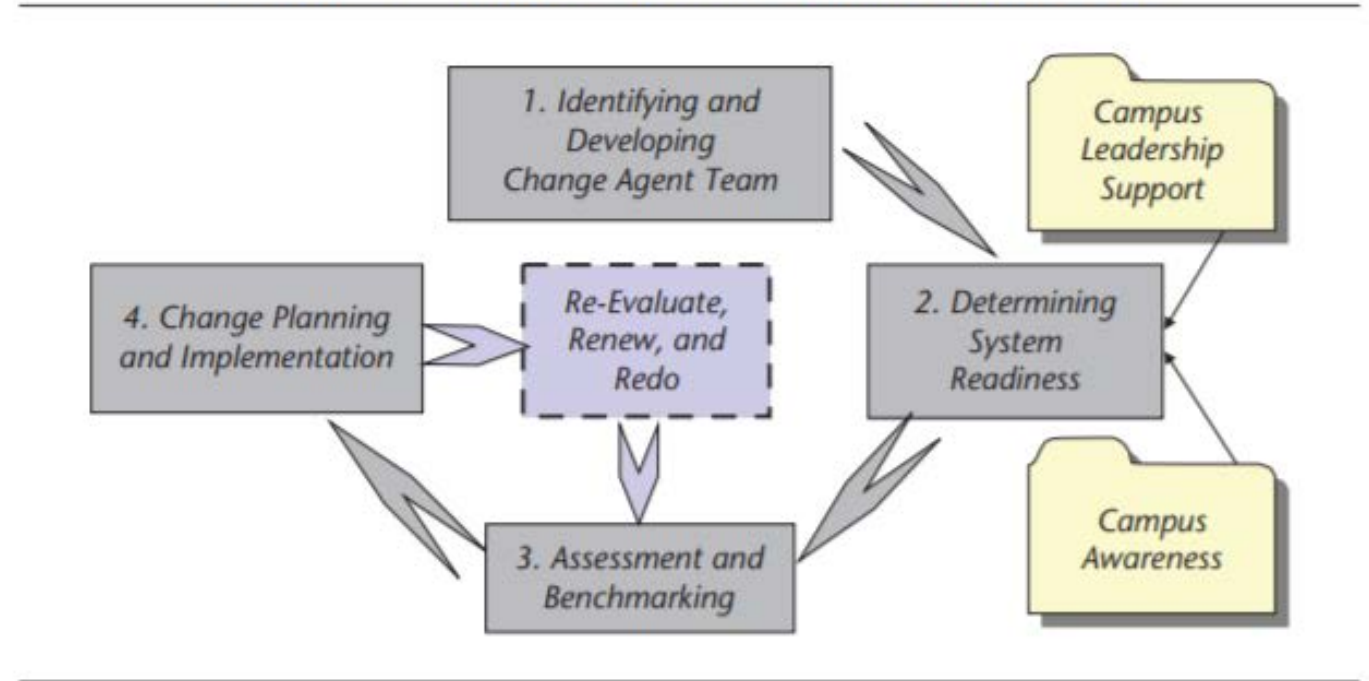 1. Identifying and
Developing
Change Agent Team
Campus
Leadership
Support
4. Change Planning
and Implementation
Re-Evaluate,
Renew, and
Redo
2. Determining
System
Readiness
3. Assessment and
Benchmarking
Campus
Awareness